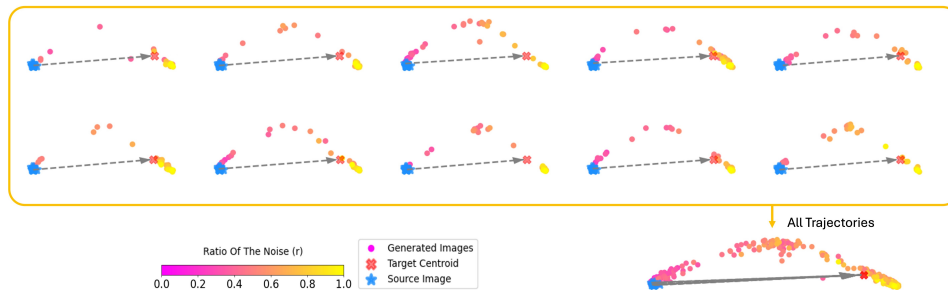 All Trajectories
Ratio Of The Noise (r)
0.0 0.2 0.4 0.6 0.8 1.0
Generated Images
Target Centroid
Source Image